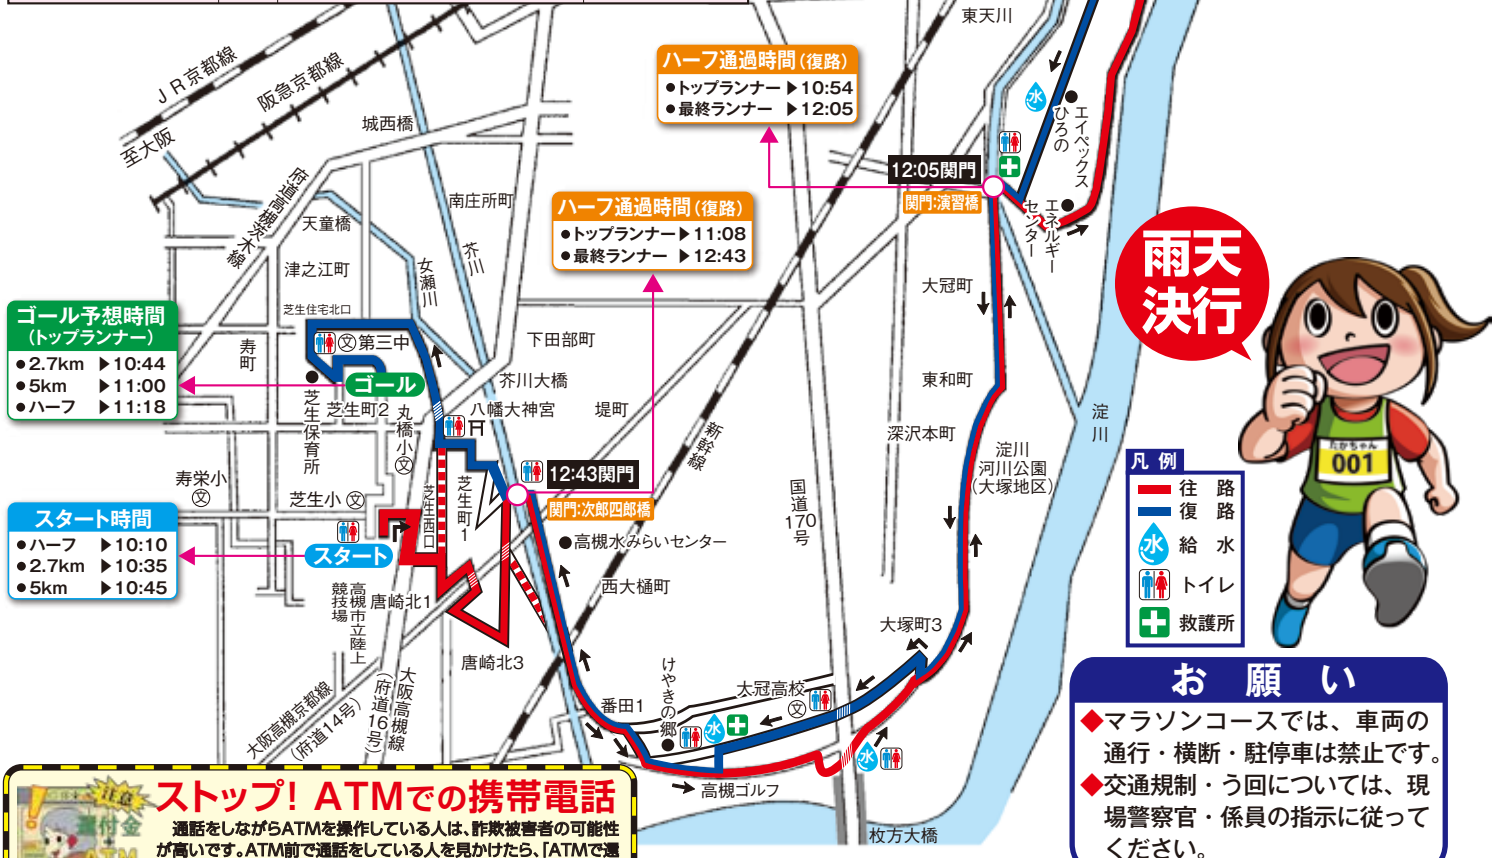 ＪＲ京都線
阪急京都線
至大阪
城西橋
東天川
府道高槻茨木線
天童橋
津之江町
南庄所町
芥川
女瀬川
芝生住宅北口
寿町
第三中
文
ゴール
芝生保育所
芝生町2
丸橋小
文
寿栄小
文
芝生小
文
下田部町
芥川大橋
八幡大神宮
堤町
新幹線
芝生西口
芝生町1
スタート
高槻市立陸上競技場
唐崎北1
唐崎北3
大阪高槻京都線
(府道14号)
大阪高槻線
(府道16号)
高槻水みらいセンター
西大樋町
番田1
けやきの郷
水
大冠高校
文
大塚町3
水
高槻ゴルフ
枚方大橋
国道170号
深沢本町
東和町
大冠町
淀川
河川公園
(大塚地区)
淀川
水
エイペックス
ひろの
エネルギー
センター
ハーフ通過時間(復路)
●トップランナー▶10:54
●最終ランナー ▶12:05
12:05関門
関門:演習橋
ハーフ通過時間(復路)
●トップランナー▶11:08
●最終ランナー ▶12:43
12:43関門
関門:次郎四郎橋
ゴール予想時間
(トップランナー)
●2.7km ▶10:44
●5km ▶11:00
●ハーフ ▶11:18
スタート時間
●ハーフ ▶10:10
●2.7km ▶10:35
●5km ▶10:45
雨天
決行
たかちゃん
001
凡 例
往 路
復 路
水 給 水
トイレ
救護所
お 願 い
◆マラソンコースでは、車両の
通行・横断・駐停車は禁止です。
◆交通規制・う回については、現
場警察官・係員の指示に従って
ください。
注意
還付金
ATM
ストップ! ATMでの携帯電話
通話をしながらATMを操作している人は、詐欺被害者の可能性
が高いです。ATM前で通話をしている人を見かけたら、「ATMで還